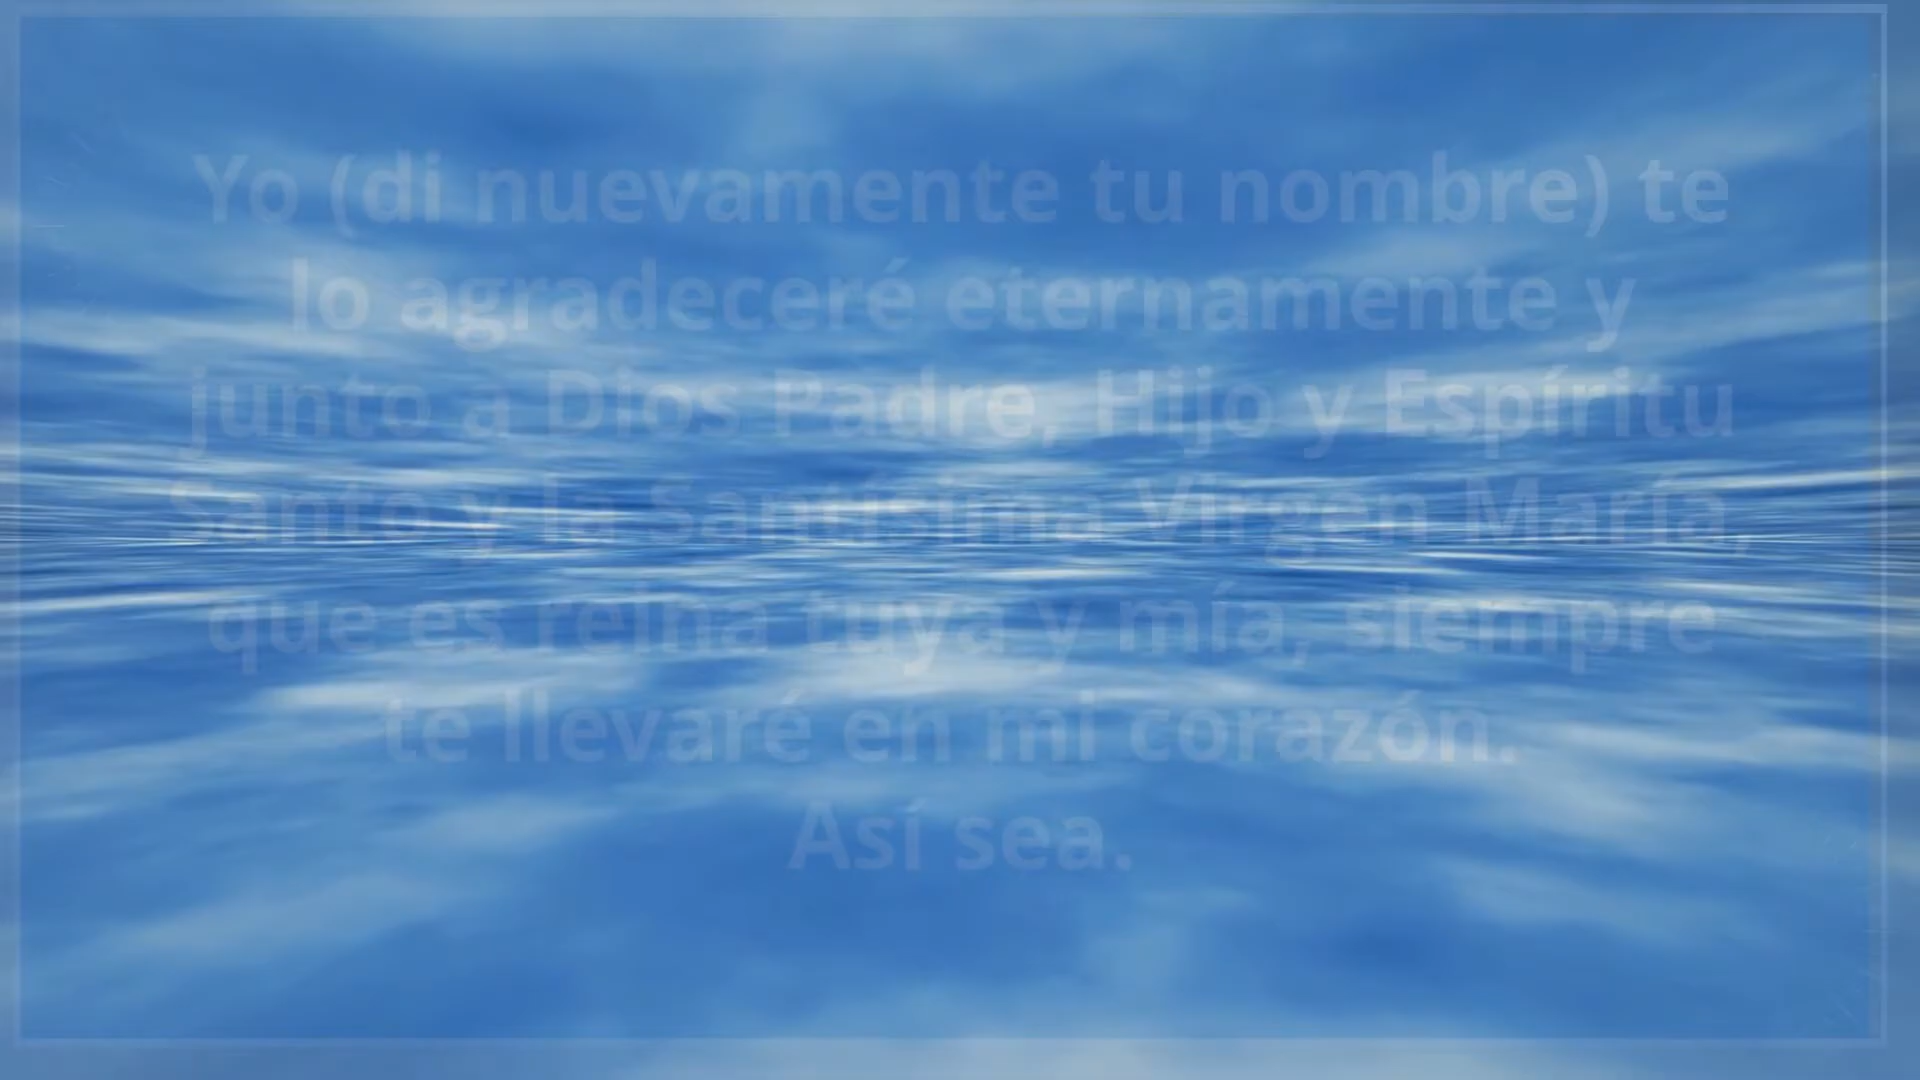 Yo (di nuevamente tu nombre) te
lo agradeceré eternamente y
junto a Dios Padre, Hijo y Espíritu
Santo y la Santísima Virgen María,
que es reina tuya y mía, siempre
te llevaré en mi corazón.
Así sea.